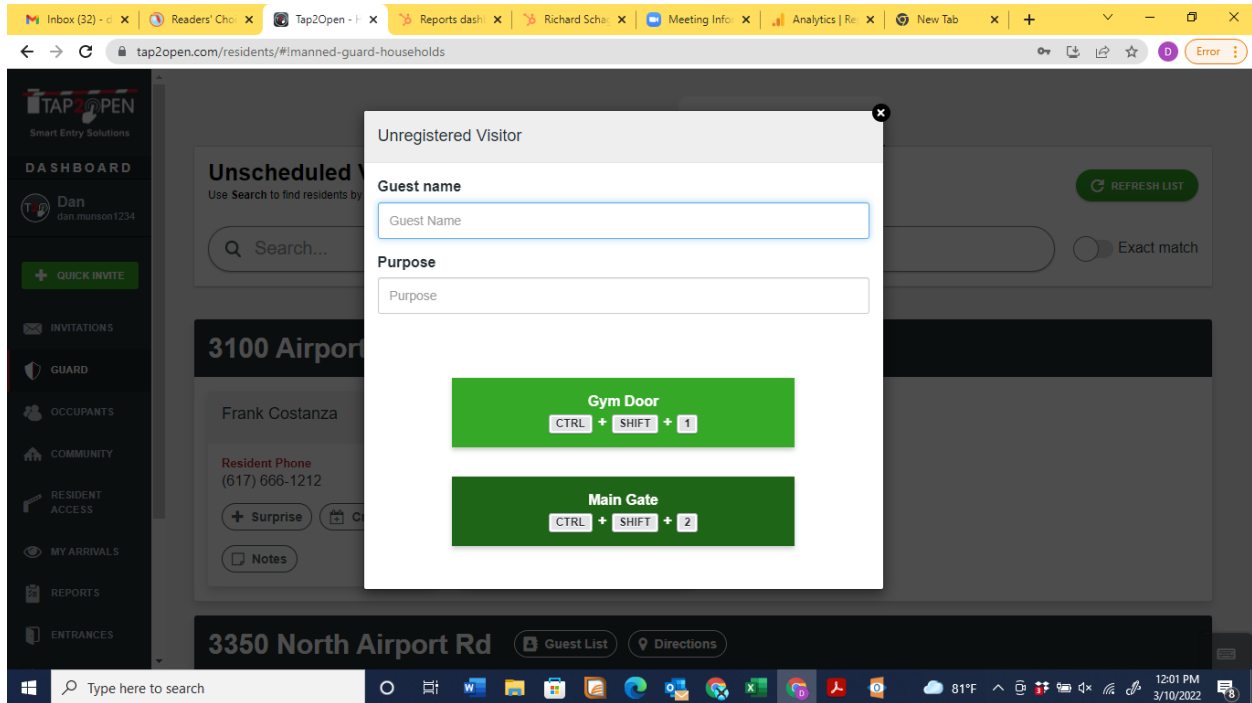 Inbox (32) - d
Readers' Cho
Tap2Open - H
Reports dash
Richard Schag
Meeting Infor
Analytics | Rep
New Tab
tap2open.com/residents/#!manned-guard-households
Error
D
TAP2OPEN
Smart Entry Solutions
DASHBOARD
Dan
dan.munson1234
QUICK INVITE
INVITATIONS
GUARD
OCCUPANTS
COMMUNITY
RESIDENT
ACCESS
MY ARRIVALS
REPORTS
ENTRANCES
Unscheduled V
Use Search to find residents by
REFRESH LIST
Search...
Exact match
3100 Airport
Frank Costanza
Resident Phone
(617) 666-1212
+ Surprise
Cr
Notes
3350 North Airport Rd
Guest List
Directions
Unregistered Visitor
Guest name
Guest Name
Purpose
Purpose
Gym Door
CTRL + SHIFT + 1
Main Gate
CTRL + SHIFT + 2
Type here to search
81°F
12:01 PM
3/10/2022
8